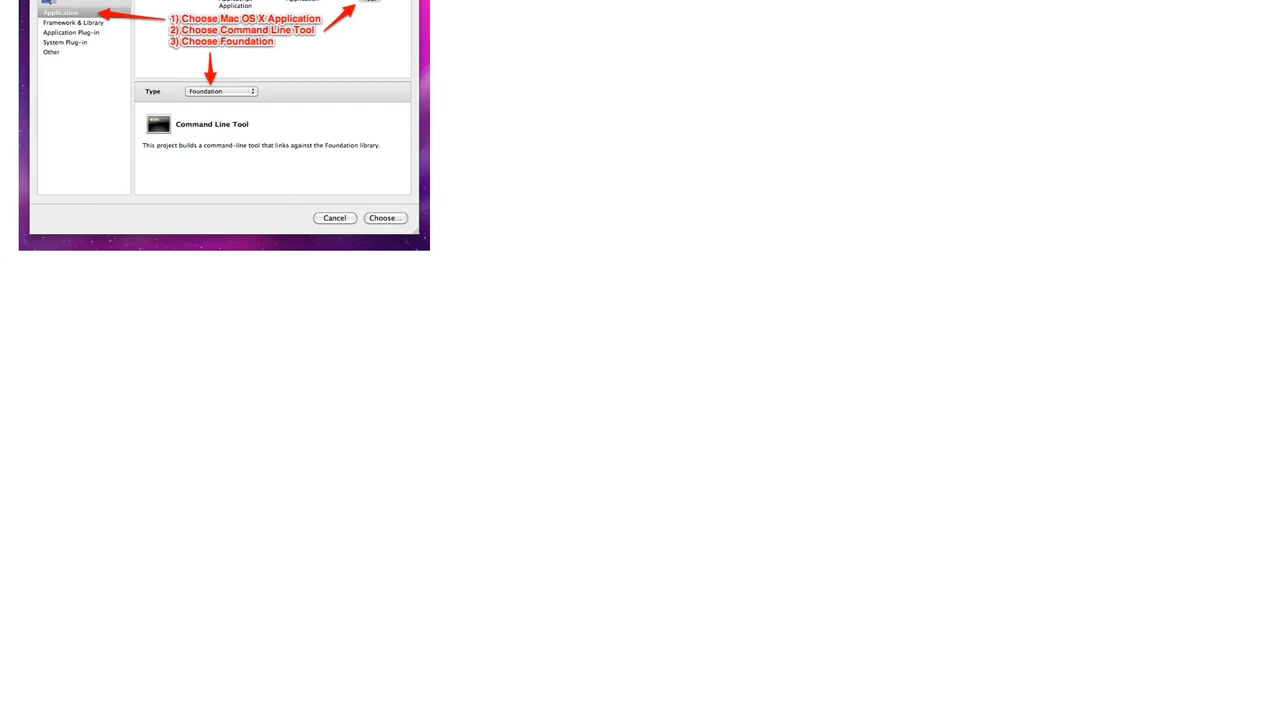 Application
Application
1) Choose Mac OS X Application
2) Choose Command Line Tool
3) Choose Foundation
Framework & Library
Application Plug-in
System Plug-in
Other
Type
Foundation
Command Line Tool
This project builds a command-line tool that links against the Foundation library.
Cancel
Choose...